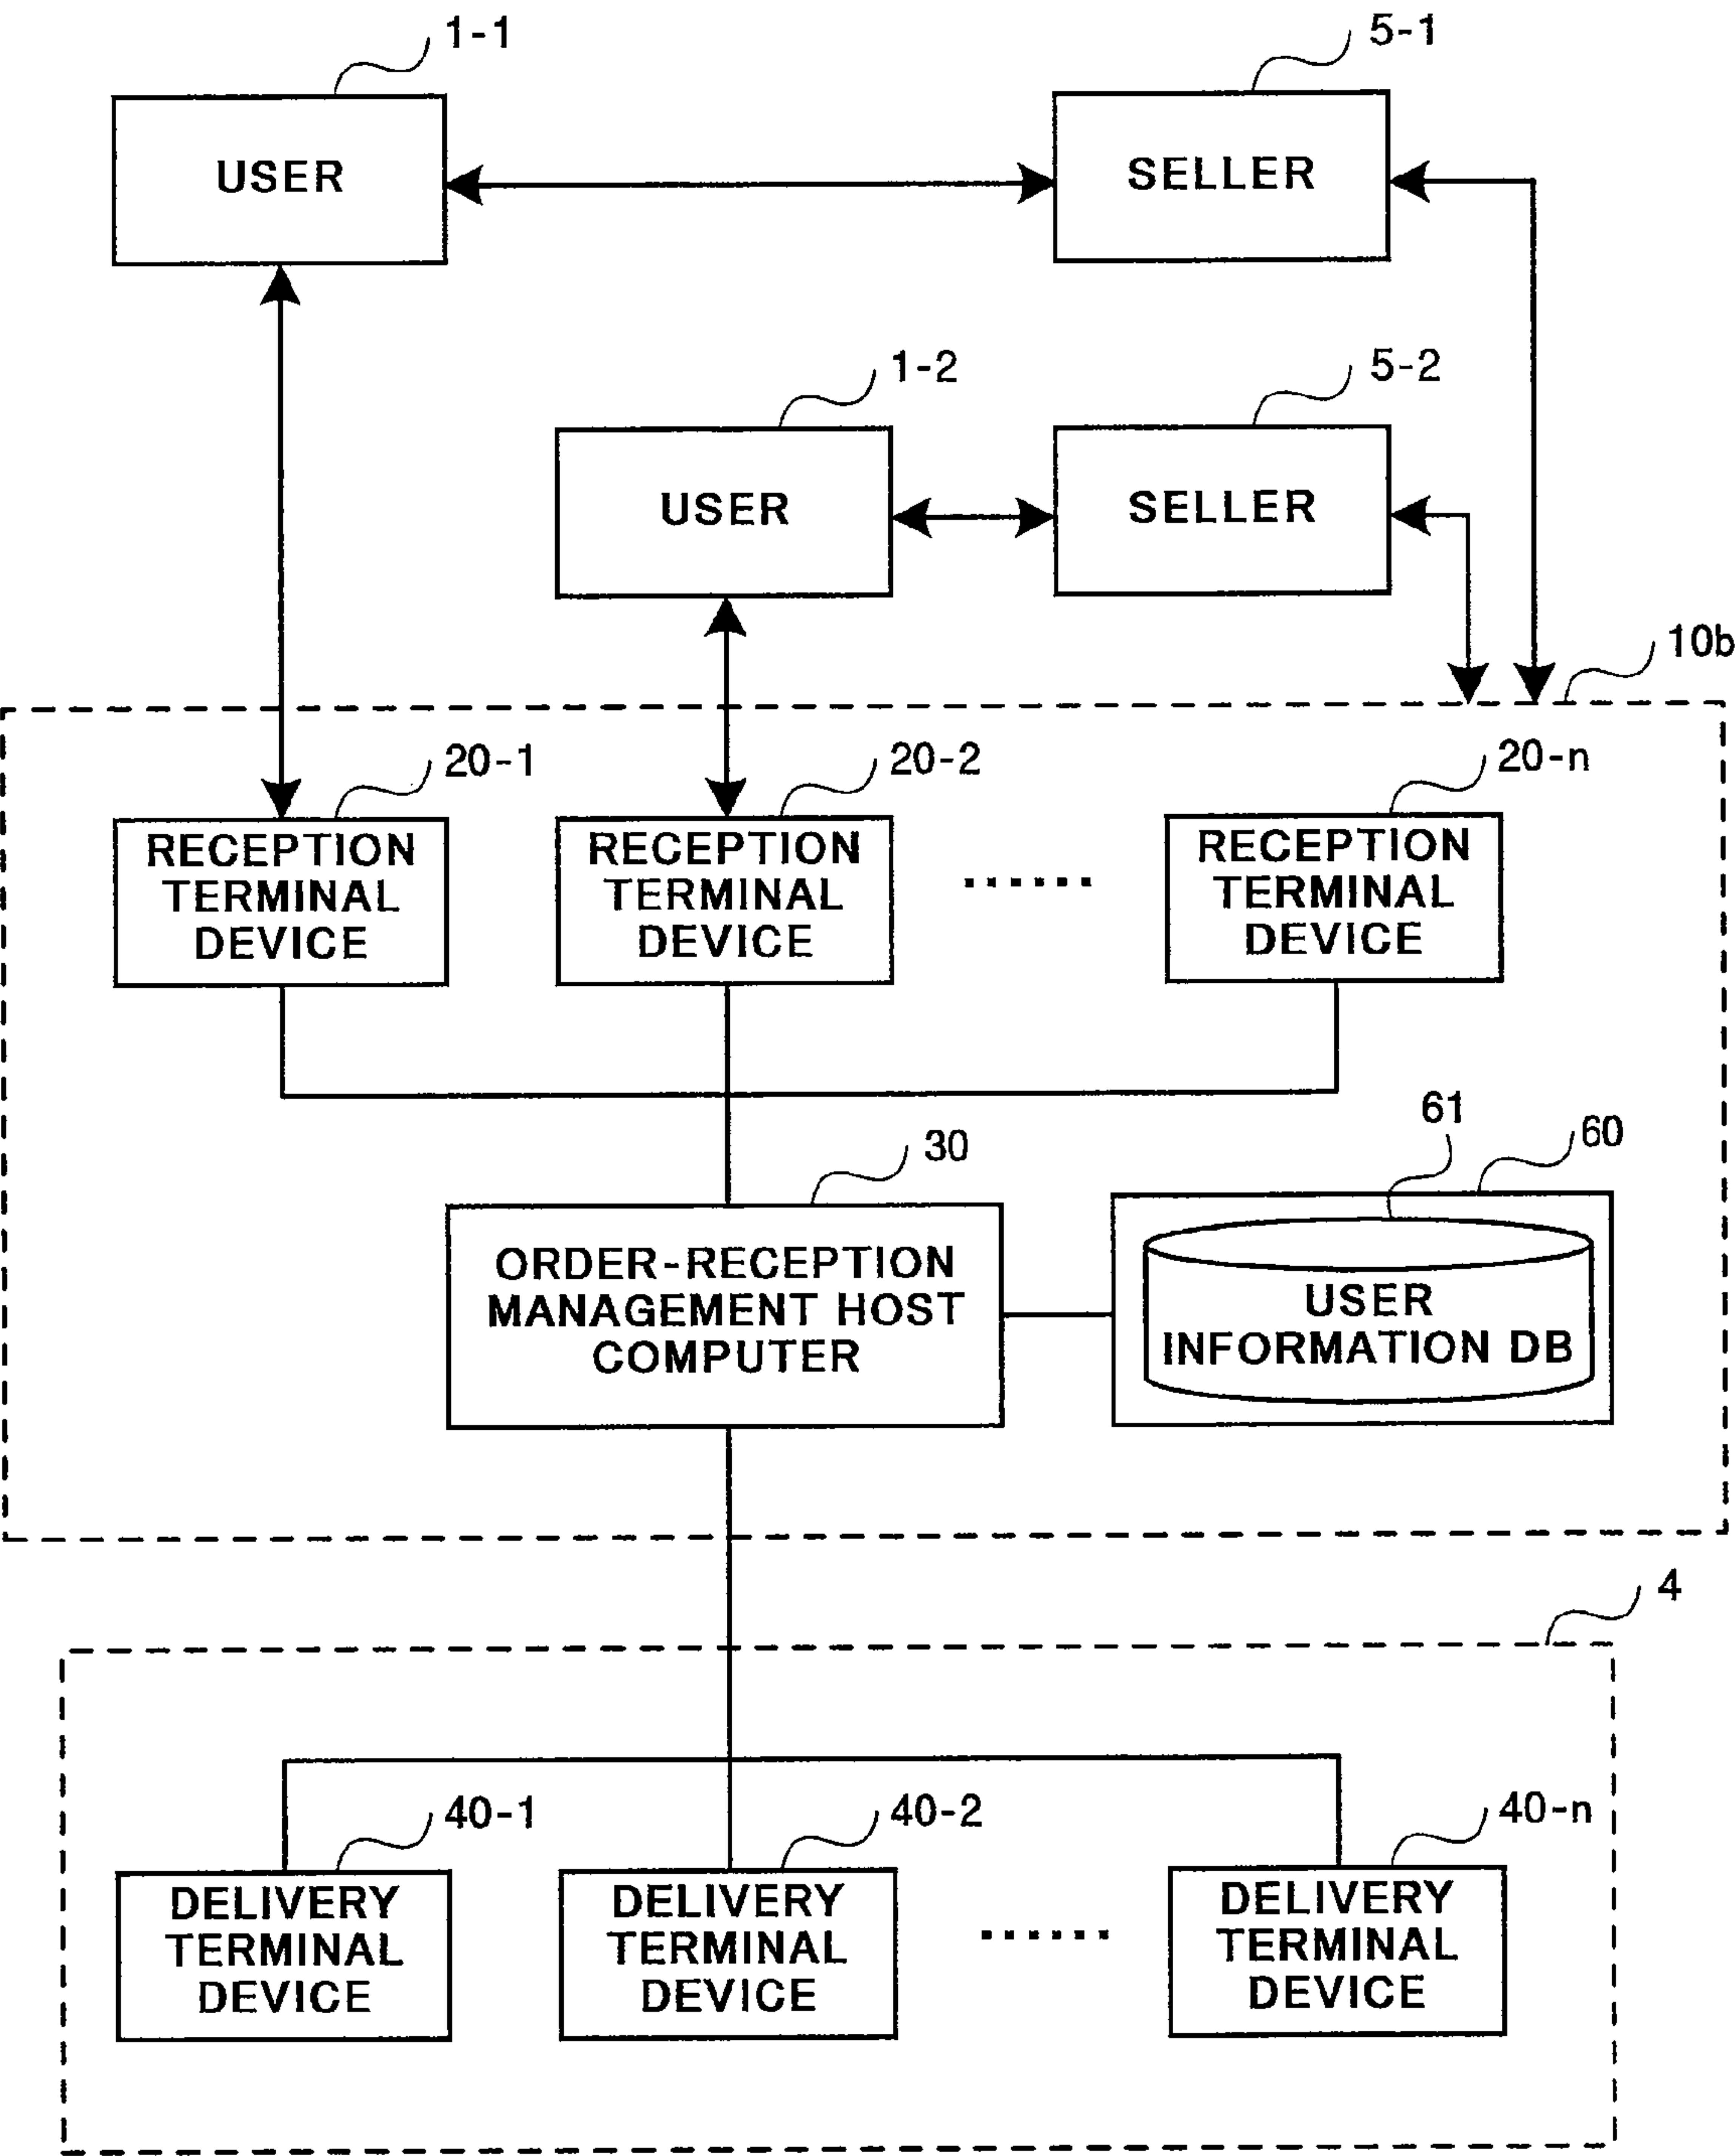 1-1
5-1
USER
SELLER
1-2
5-2
USER
SELLER
10b
20-1
20-2
20-n
RECEPTION
TERMINAL
DEVICE
RECEPTION
TERMINAL
DEVICE
RECEPTION
TERMINAL
DEVICE
30
61
60
ORDER-RECEPTION
MANAGEMENT HOST
COMPUTER
USER
INFORMATION DB
4
40-1
40-2
40-n
DELIVERY
TERMINAL
DEVICE
DELIVERY
TERMINAL
DEVICE
DELIVERY
TERMINAL
DEVICE